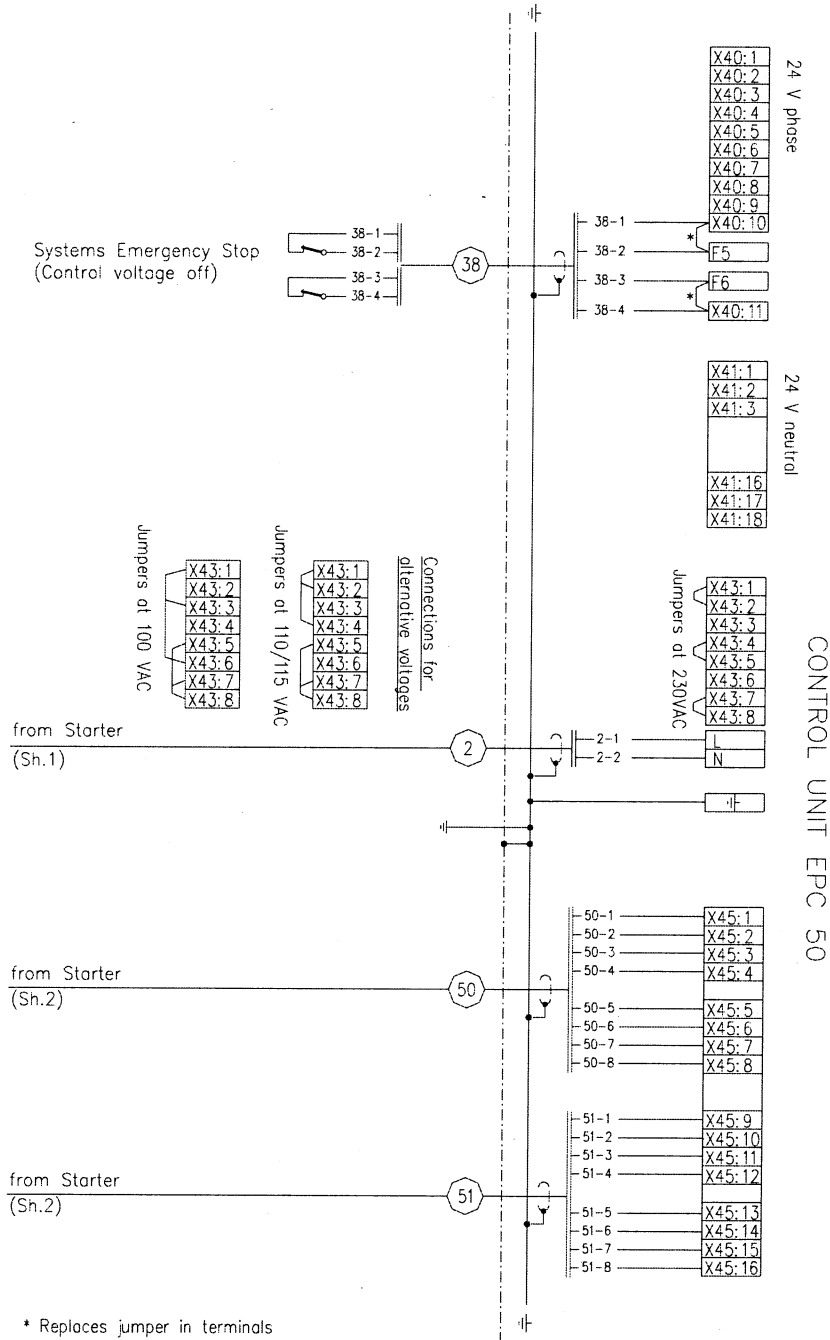 24 V phase
X40:1
X40:2
X40:3
X40:4
X40:5
X40:6
X40:7
X40:8
X40:9
X40:10
F5
F6
X40:11
38-1
38-2
38-3
38-4
*
*
38
38-1
38-2
38-3
38-4
Systems Emergency Stop
(Control voltage off)
24 V neutral
X41:1
X41:2
X41:3
X41:16
X41:17
X41:18
CONTROL UNIT EPC 50
Jumpers at 230VAC
X43:1
X43:2
X43:3
X43:4
X43:5
X43:6
X43:7
X43:8
Connections for
alternative voltages
X43:1
X43:2
X43:3
X43:4
X43:5
X43:6
X43:7
X43:8
Jumpers at 110/115 VAC
X43:1
X43:2
X43:3
X43:4
X43:5
X43:6
X43:7
X43:8
Jumpers at 100 VAC
from Starter
(Sh.1)
2
2-1
2-2
L
N
from Starter
(Sh.2)
50
50-1
50-2
50-3
50-4
50-5
50-6
50-7
50-8
X45:1
X45:2
X45:3
X45:4
X45:5
X45:6
X45:7
X45:8
from Starter
(Sh.2)
51
51-1
51-2
51-3
51-4
51-5
51-6
51-7
51-8
X45:9
X45:10
X45:11
X45:12
X45:13
X45:14
X45:15
X45:16
* Replaces jumper in terminals